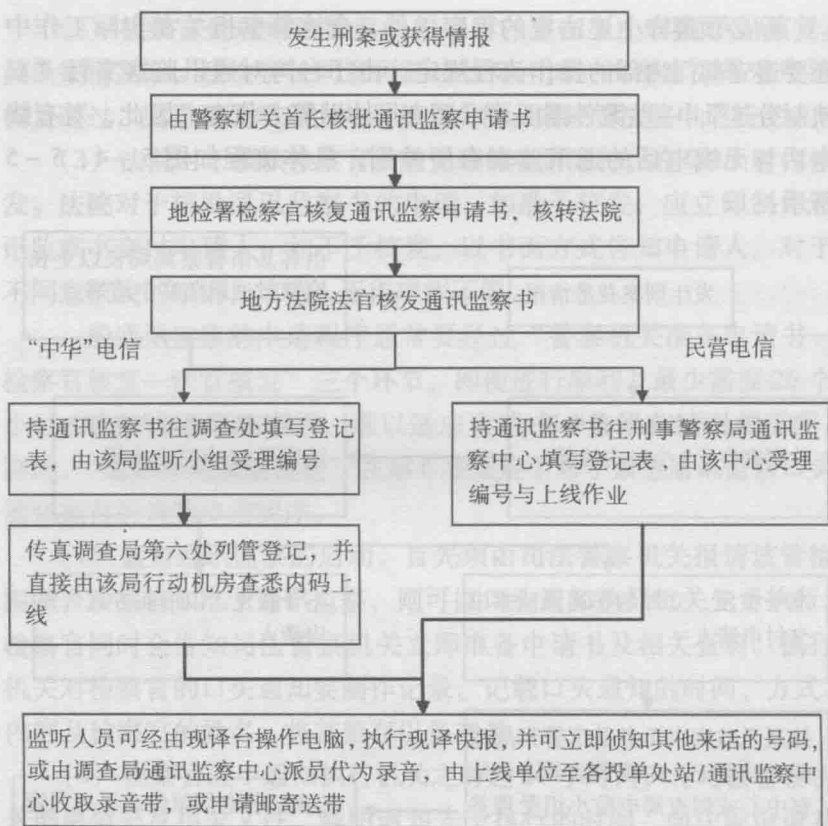 发生刑案或获得情报
由警察机关首长核批通讯监察申请书
地检署检察官核复通讯监察申请书、核转法院
地方法院法官核发通讯监察书
“中华”电信
民营电信
持通讯监察书往调查处填写登记
表，由该局监听小组受理编号
持通讯监察书往刑事警察局通讯监
察中心填写登记表，由该中心受理
编号与上线作业
传真调查局第六处列管登记，并
直接由该局行动机房查悉内码上
线
监听人员可经由现译台操作电脑，执行现译快报，并可立即侦知其他来话的号码，
或由调查局/通讯监察中心派员代为录音，由上线单位至各投单处站/通讯监察中
心收取录音带，或申请邮寄送带